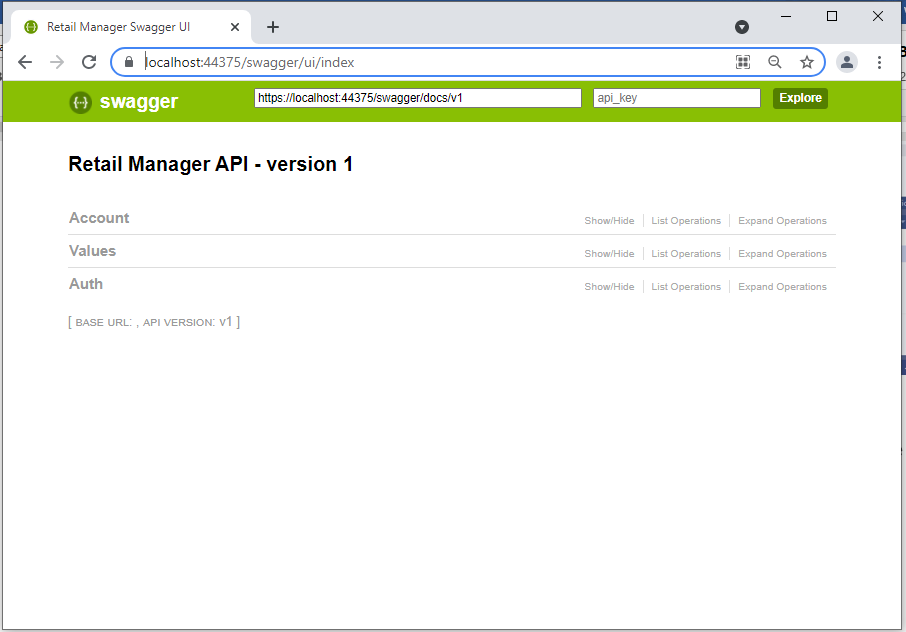 Retail Manager Swagger UI
localhost:44375/swagger/ui/index
swagger https://localhost:44375/swagger/docs/v1 api_key Explore
Retail Manager API - version 1
Account Show/Hide List Operations Expand Operations
Values Show/Hide List Operations Expand Operations
Auth Show/Hide List Operations Expand Operations
[ BASE URL: , API VERSION: v1 ]